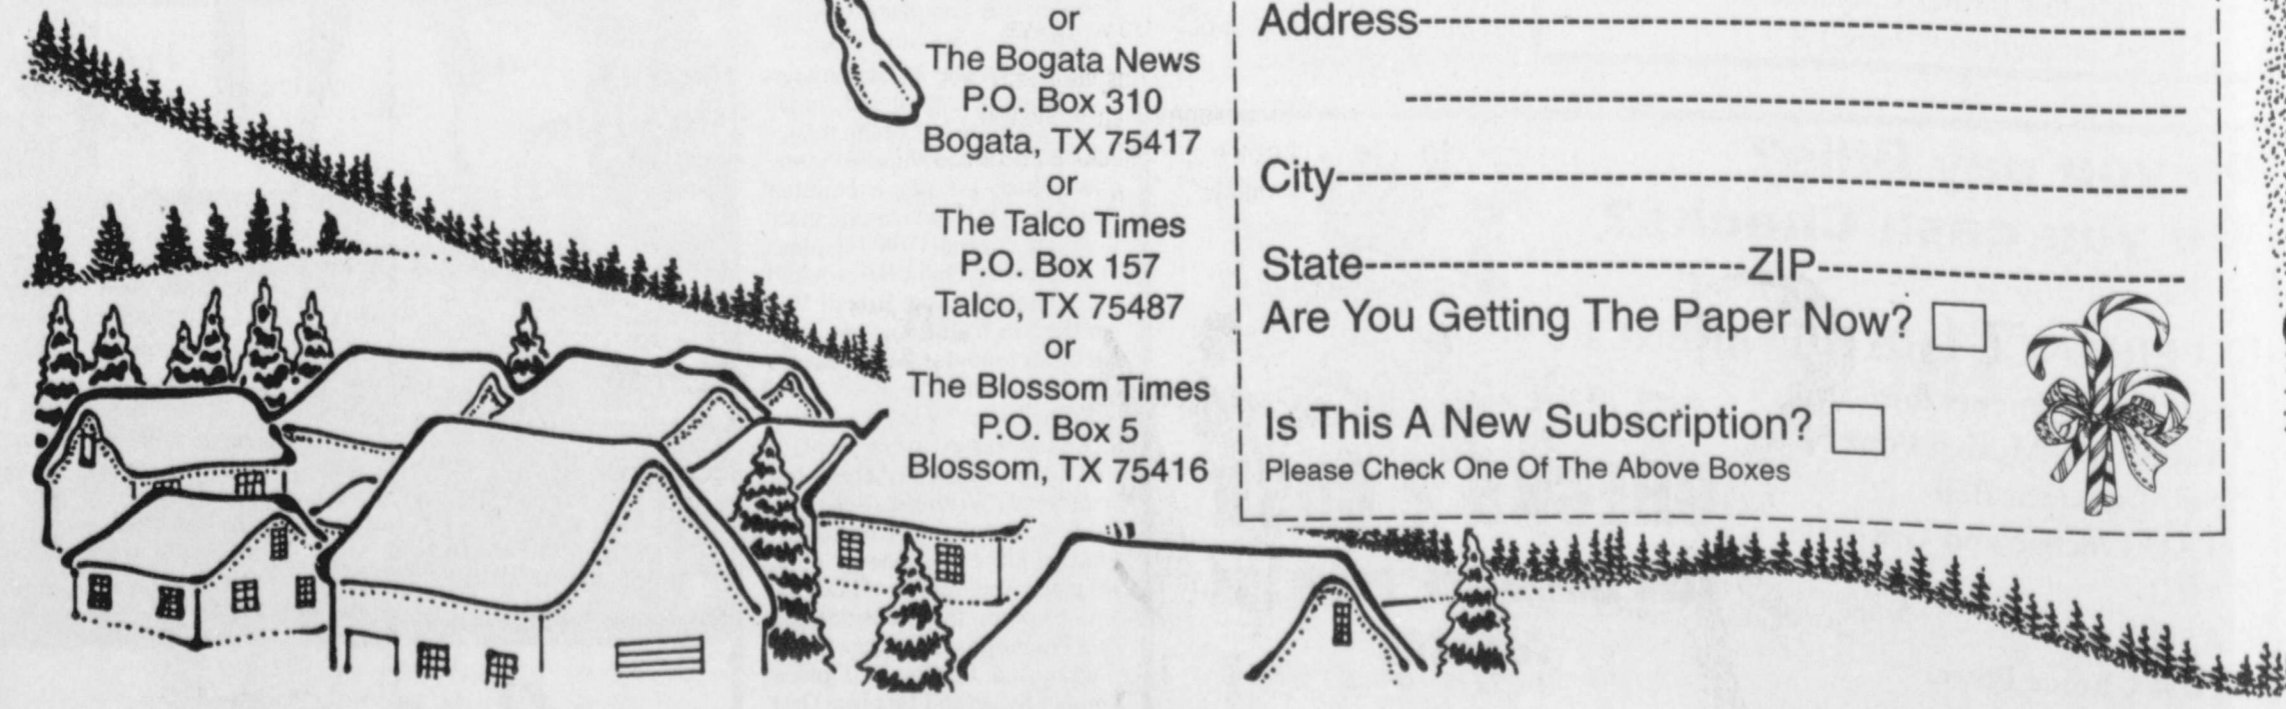 or
The Bogata News
P.O. Box 310
Bogata, TX 75417
or
The Talco Times
P.O. Box 157
Talco, TX 75487
or
The Blossom Times
P.O. Box 5
Blossom, TX 75416
Address
City
State ZIP
Are You Getting The Paper Now?
Is This A New Subscription?
Please Check One Of The Above Boxes